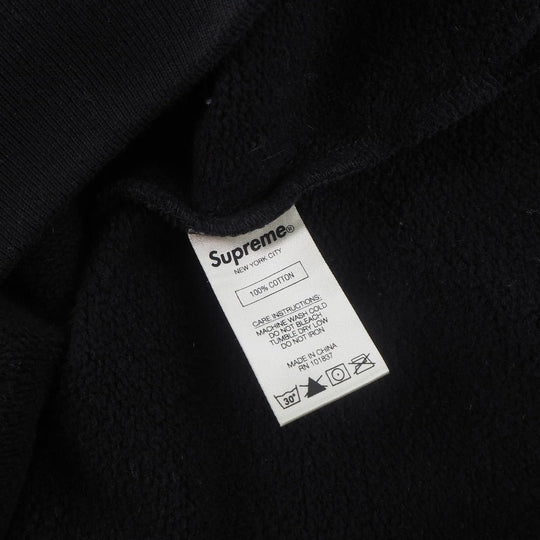 Supreme®
NEW YORK CITY
100% COTTON
CARE INSTRUCTIONS:
MACHINE WASH COLD
DO NOT BLEACH
TUMBLE DRY LOW
DO NOT IRON
MADE IN CHINA
RN 101837
30°